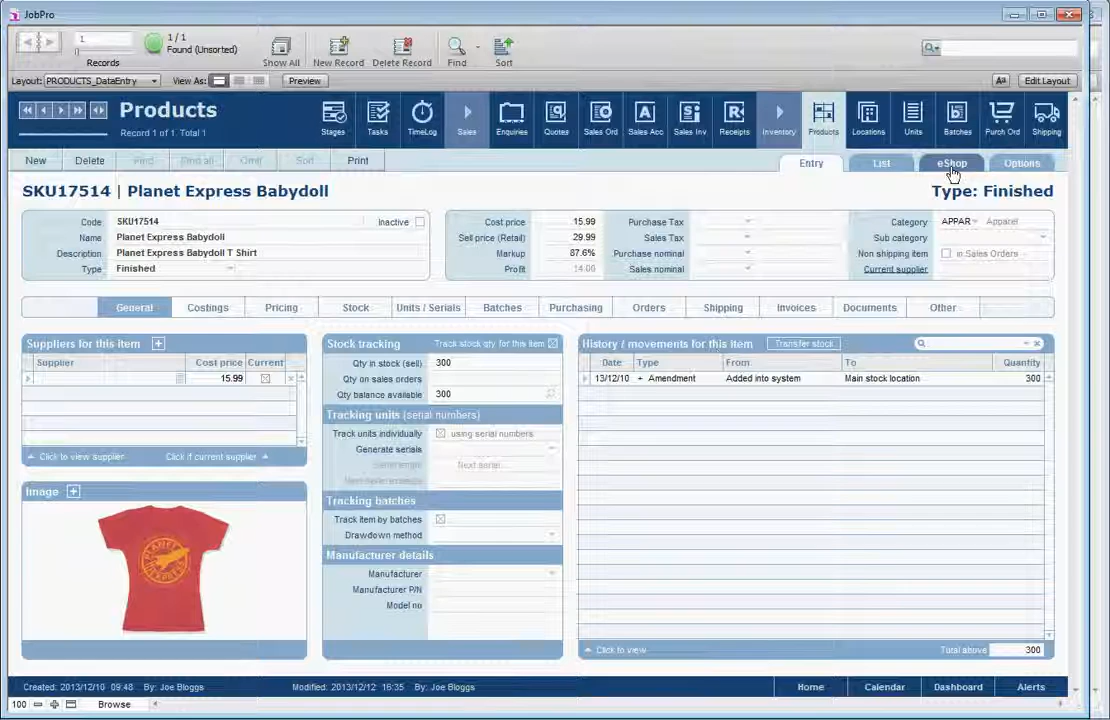 JobPro
1
1 / 1
Found (Unsorted)
Records
Show All
New Record
Delete Record
Find
Sort
Layout: PRODUCTS_DataEntry
View As:
Preview
Aa
Edit Layout
Products
Record 1 of 1. Total 1
Stages
Tasks
TimeLog
Sales
Enquiries
Quotes
Sales Ord
Sales Acc
Sales Inv
Receipts
Inventory
Products
Locations
Units
Batches
Purch Ord
Shipping
New
Delete
Find
Find all
Omit
Sort
Print
Entry
List
eShop
Options
SKU17514 | Planet Express Babydoll
Type: Finished
Code SKU17514 Inactive
Name Planet Express Babydoll
Description Planet Express Babydoll T Shirt
Type Finished
Cost price 15.99
Sell price (Retail) 29.99
Markup 87.6%
Profit 14.00
Purchase Tax
Sales Tax
Purchase nominal
Sales nominal
Category APPAR Apparel
Sub category
Non shipping item in Sales Orders
Current supplier
General
Costings
Pricing
Stock
Units / Serials
Batches
Purchasing
Orders
Shipping
Invoices
Documents
Other
Suppliers for this item +
Supplier Cost price Current
15.99
Click to view supplier Click if current supplier
Image +
PLANET
EXPRESS
Stock tracking Track stock qty for this item
Qty in stock (sell) 300
Qty on sales orders
Qty balance available 300
Tracking units (serial numbers)
Track units individually using serial numbers
Generate serials
Next serial...
Tracking batches
Track item by batches
Drawdown method
Manufacturer details
Manufacturer
Manufacturer P/N
Model no
History / movements for this item Transfer stock
Date Type From To Quantity
13/12/10 + Amendment Added into system Main stock location 300
Click to view
Total above 300
Created: 2013/12/10 09:48 By: Joe Bloggs
Modified: 2013/12/12 16:35 By: Joe Bloggs
Home
Calendar
Dashboard
Alerts
100
Browse